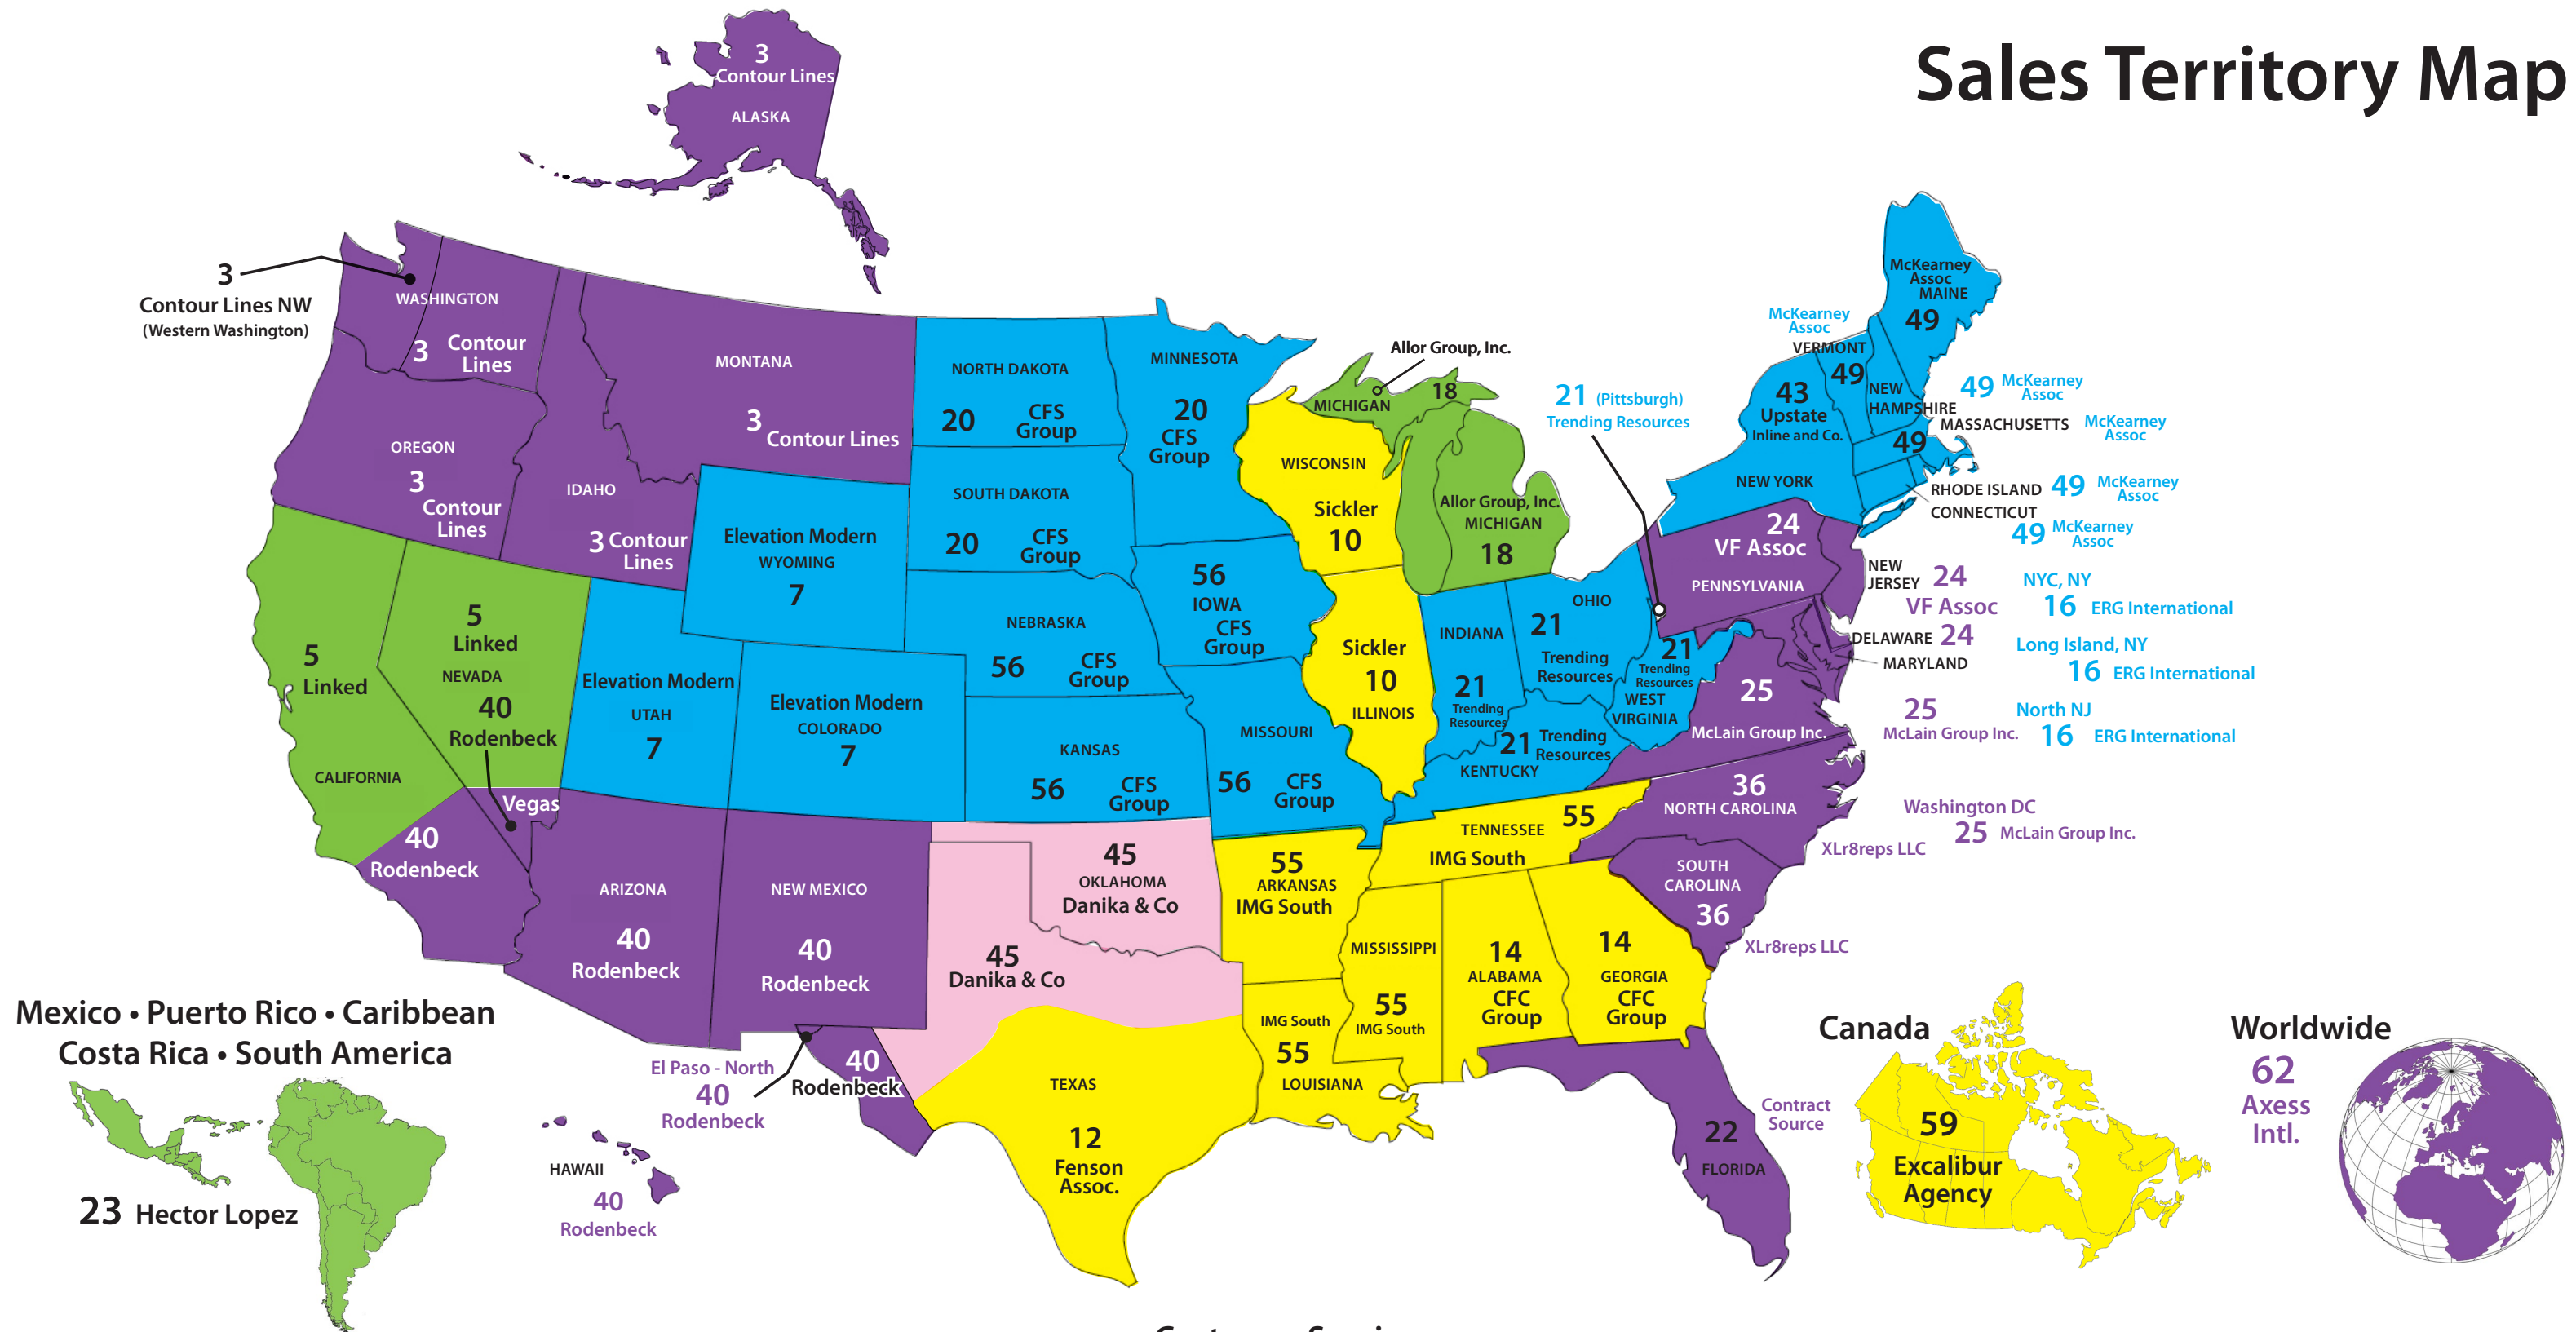 Sales Territory Map
3
Contour Lines
ALASKA
3
Contour Lines NW
(Western Washington)
WASHINGTON
3 Contour
Lines
MONTANA
3 Contour Lines
OREGON
3
Contour
Lines
IDAHO
3 Contour
Lines
NORTH DAKOTA
20 CFS
Group
MINNESOTA
20
CFS
Group
SOUTH DAKOTA
20 CFS
Group
Elevation Modern
WYOMING
7
NEBRASKA
56 CFS
Group
56
IOWA
CFS
Group
5
Linked
5
Linked
NEVADA
40
Rodenbeck
CALIFORNIA
Vegas
40
Rodenbeck
Elevation Modern
UTAH
7
Elevation Modern
COLORADO
7
KANSAS
56 CFS
Group
MISSOURI
56 CFS
Group
ARIZONA
40
Rodenbeck
NEW MEXICO
40
Rodenbeck
45
OKLAHOMA
Danika & Co
45
Danika & Co
El Paso - North
40
Rodenbeck
40
Rodenbeck
TEXAS
12
Fenson
Assoc.
HAWAII
40
Rodenbeck
WISCONSIN
Sickler
10
Sickler
10
ILLINOIS
Allor Group, Inc.
MICHIGAN
18
Allor Group, Inc.
MICHIGAN
18
21 (Pittsburgh)
Trending Resources
INDIANA
21
Trending
Resources
OHIO
21
Trending
Resources
21
Trending
Resources
WEST
VIRGINIA
21 Trending
Resources
KENTUCKY
55
ARKANSAS
IMG South
TENNESSEE 55
IMG South
MISSISSIPPI
55
IMG South
IMG South
55
LOUISIANA
14
ALABAMA
CFC
Group
14
GEORGIA
CFC
Group
22
FLORIDA
Contract
Source
McKearney
Assoc
MAINE
49
McKearney
Assoc
VERMONT
49
NEW
HAMPSHIRE
49 McKearney
Assoc
43
Upstate
Inline and Co.
NEW YORK
49
MASSACHUSETTS McKearney
Assoc
RHODE ISLAND 49 McKearney
Assoc
CONNECTICUT
49 McKearney
Assoc
24
VF Assoc
PENNSYLVANIA
NEW
JERSEY 24
VF Assoc
DELAWARE 24
MARYLAND
25
McLain Group Inc.
25
McLain Group Inc.
NYC, NY
16 ERG International
Long Island, NY
16 ERG International
North NJ
16 ERG International
Washington DC
25 McLain Group Inc.
36
NORTH CAROLINA
XLr8reps LLC
SOUTH
CAROLINA
36
XLr8reps LLC
Mexico • Puerto Rico • Caribbean
Costa Rica • South America
23 Hector Lopez
Canada
59
Excalibur
Agency
Worldwide
62
Axess
Intl.